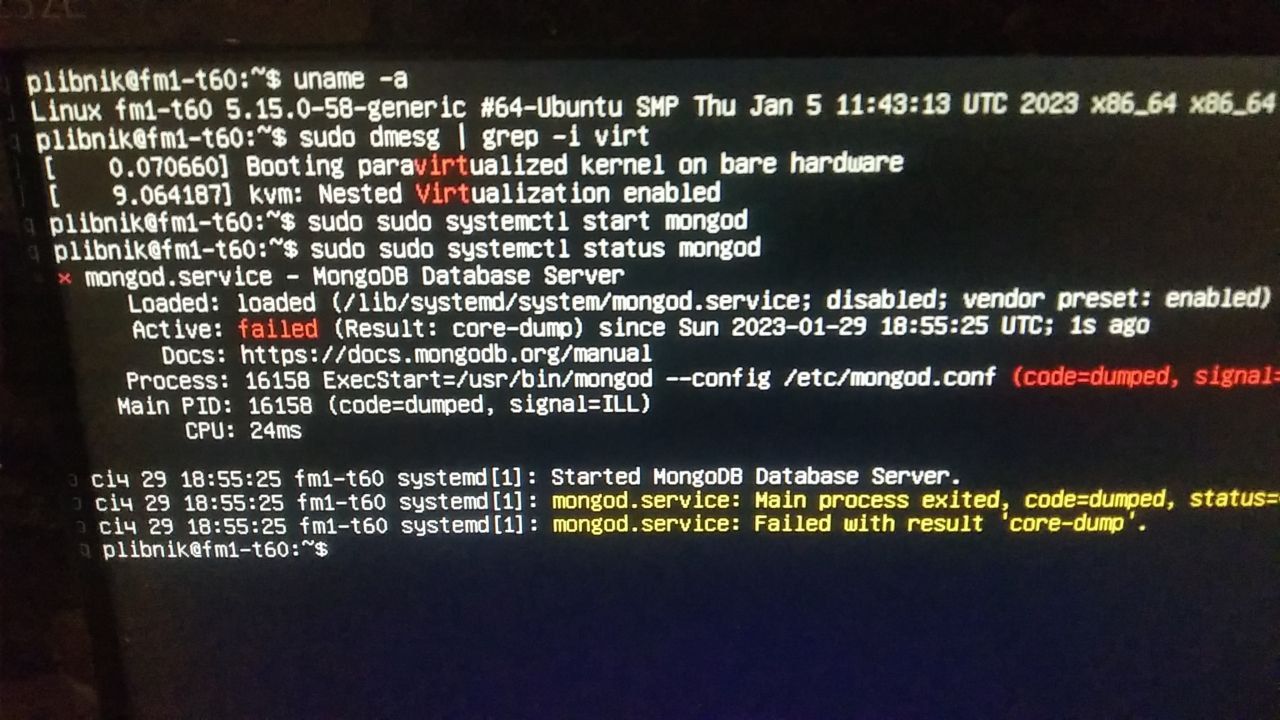 plibnik@fm1-t60:~$ uname -a
Linux fm1-t60 5.15.0-58-generic #64-Ubuntu SMP Thu Jan 5 11:43:13 UTC 2023 x86_64 x86_64
plibnik@fm1-t60:~$ sudo dmesg | grep -i virt
[    0.070660] Booting paravirtualized kernel on bare hardware
[    9.064187] kvm: Nested Virtualization enabled
plibnik@fm1-t60:~$ sudo sudo systemctl start mongod
plibnik@fm1-t60:~$ sudo sudo systemctl status mongod
× mongod.service - MongoDB Database Server
Loaded: loaded (/lib/systemd/system/mongod.service; disabled; vendor preset: enabled)
Active: failed (Result: core-dump) since Sun 2023-01-29 18:55:25 UTC; 1s ago
Docs: https://docs.mongodb.org/manual
Process: 16158 ExecStart=/usr/bin/mongod --config /etc/mongod.conf (code=dumped, signal=
Main PID: 16158 (code=dumped, signal=ILL)
CPU: 24ms
січ 29 18:55:25 fm1-t60 systemd[1]: Started MongoDB Database Server.
січ 29 18:55:25 fm1-t60 systemd[1]: mongod.service: Main process exited, code=dumped, status=
січ 29 18:55:25 fm1-t60 systemd[1]: mongod.service: Failed with result 'core-dump'.
plibnik@fm1-t60:~$